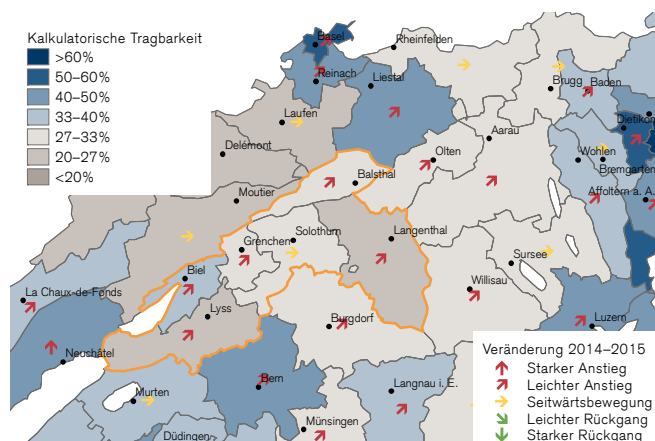 Kalkulatorische Tragbarkeit
>60%
50–60%
40–50%
33–40%
27–33%
20–27%
<20%
Basel
Rheinfelden
Reinach
Liestal
Brugg
Baden
Laufen
Dietikon
Delémont
Aarau
Olten
Wohlen
Bremgarten
Balsthal
Affoltern a. A.
Moutier
Solothurn
Langenthal
Grenchen
Sursee
Biel
Willisau
La Chaux-de-Fonds
Lyss
Burgdorf
Luzern
Neushâtel
Bern
Langnau i. E.
Murten
Münsingen
Düdingen
Veränderung 2014–2015
Starker Anstieg
Leichter Anstieg
Seitwärtsbewegung
Leichter Rückgang
Starker Rückgang